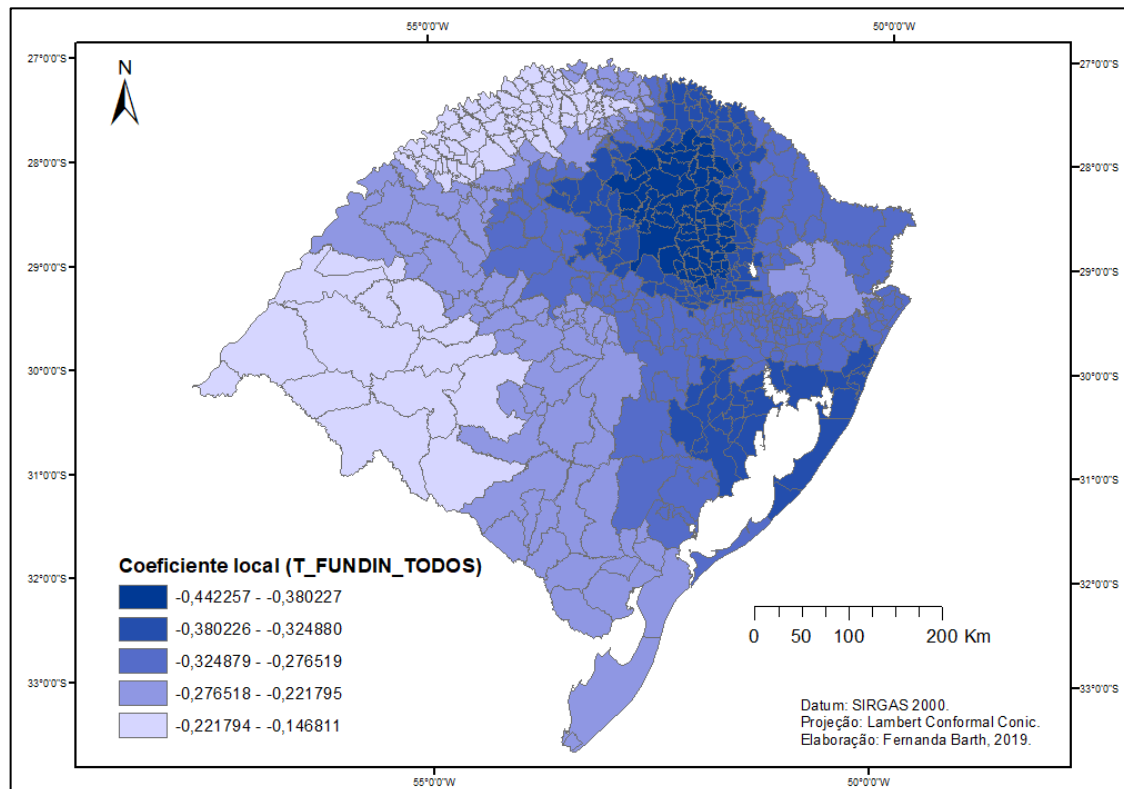 55°0'0"W 50°0'0"W
27°0'0"S 27°0'0"S
N
28°0'0"S 28°0'0"S
29°0'0"S 29°0'0"S
30°0'0"S 30°0'0"S
31°0'0"S 31°0'0"S
32°0'0"S 32°0'0"S
33°0'0"S 33°0'0"S
Coeficiente local (T_FUNDIN_TODOS)
-0,442257 - -0,380227
-0,380226 - -0,324880
-0,324879 - -0,276519
-0,276518 - -0,221795
-0,221794 - -0,146811
0 50 100 200 Km
Datum: SIRGAS 2000.
Projeção: Lambert Conformal Conic.
Elaboração: Fernanda Barth, 2019.
55°0'0"W 50°0'0"W